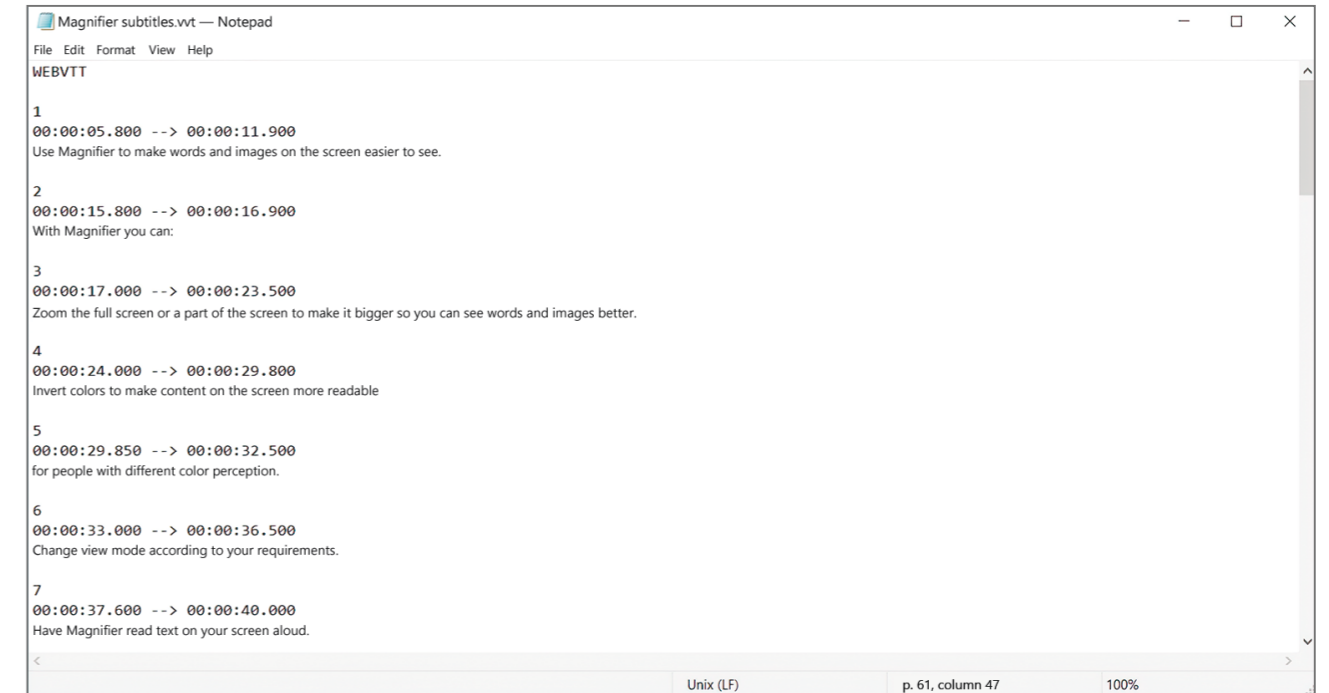 Magnifier subtitles.vvt — Notepad
File Edit Format View Help
WEBVTT
1
00:00:05.800 --> 00:00:11.900
Use Magnifier to make words and images on the screen easier to see.
2
00:00:15.800 --> 00:00:16.900
With Magnifier you can:
3
00:00:17.000 --> 00:00:23.500
Zoom the full screen or a part of the screen to make it bigger so you can see words and images better.
4
00:00:24.000 --> 00:00:29.800
Invert colors to make content on the screen more readable
5
00:00:29.850 --> 00:00:32.500
for people with different color perception.
6
00:00:33.000 --> 00:00:36.500
Change view mode according to your requirements.
7
00:00:37.600 --> 00:00:40.000
Have Magnifier read text on your screen aloud.
Unix (LF) p. 61, column 47 100%